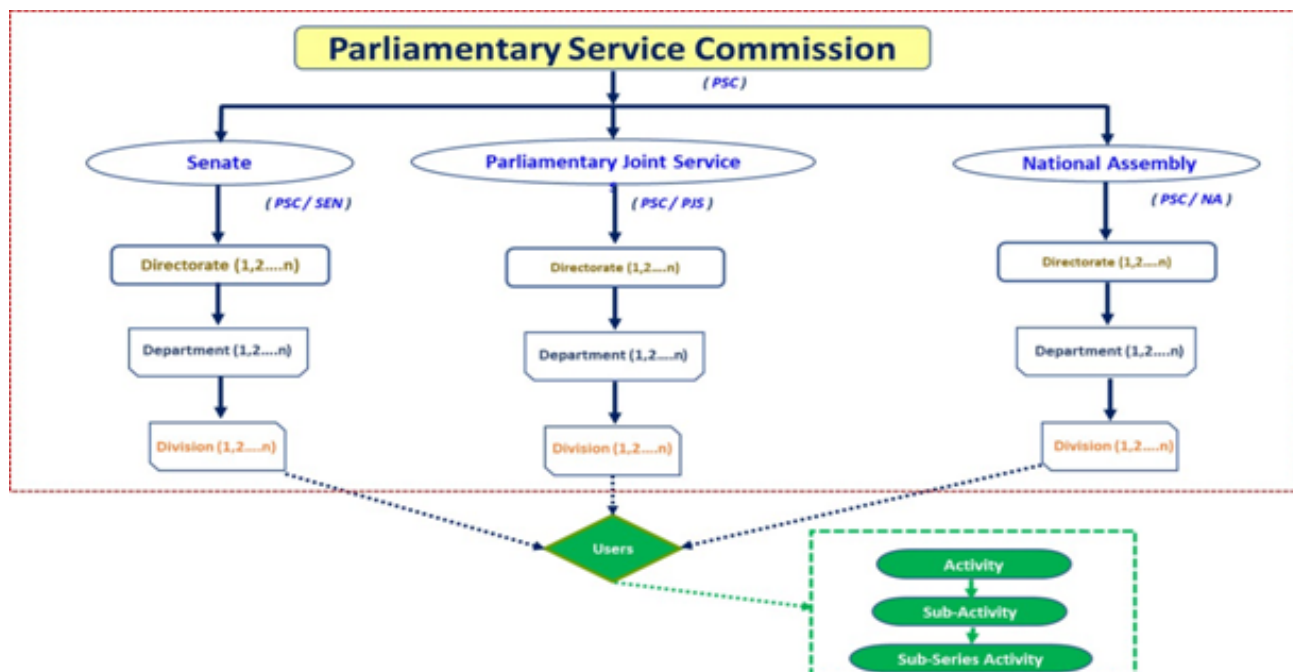 Parliamentary Service Commission
( PSC )
Senate
Parliamentary Joint Service
National Assembly
( PSC / SEN )
( PSC / PJS )
( PSC / NA )
Directorate (1,2....n)
Directorate (1,2....n)
Directorate (1,2....n)
Department (1,2....n)
Department (1,2....n)
Department (1,2....n)
Division (1,2....n)
Division (1,2....n)
Division (1,2....n)
Users
Activity
Sub-Activity
Sub-Series Activity